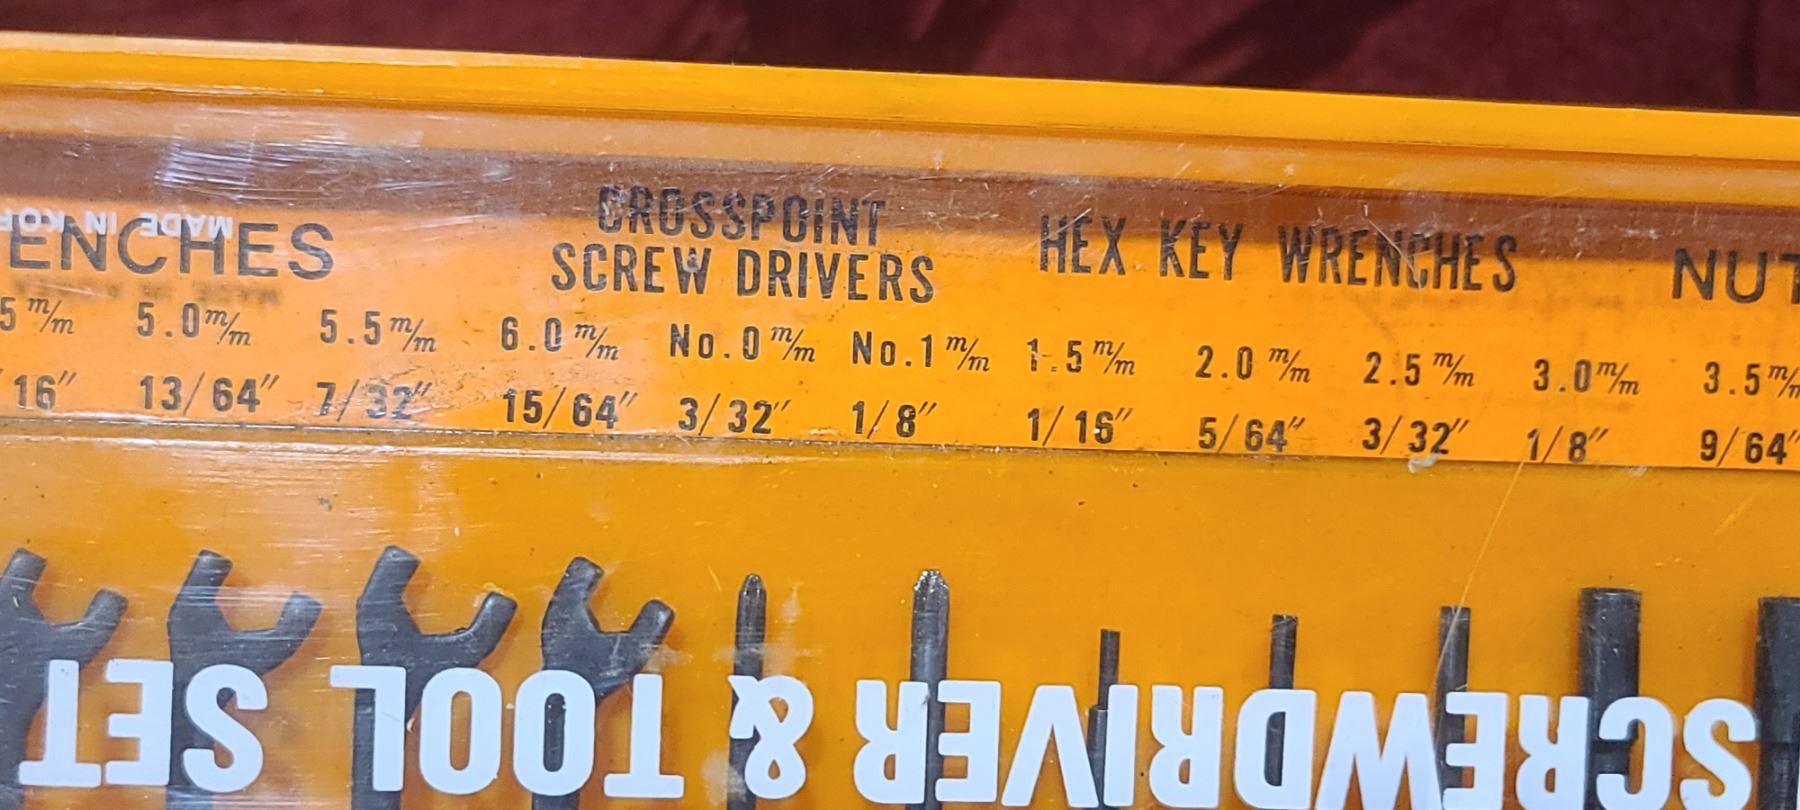 MADE IN KOR
ENCHES
CROSSPOINT
SCREW DRIVERS
HEX KEY WRENCHES
NUT
5 m/m 5.0 m/m 5.5 m/m 6.0 m/m No.0 m/m No.1 m/m 1.5 m/m 2.0 m/m 2.5 m/m 3.0 m/m 3.5 m/m
16″ 13/64″ 7/32″ 15/64″ 3/32″ 1/8″ 1/16″ 5/64″ 3/32″ 1/8″ 9/64″
SCREWDRIVER & TOOL SET